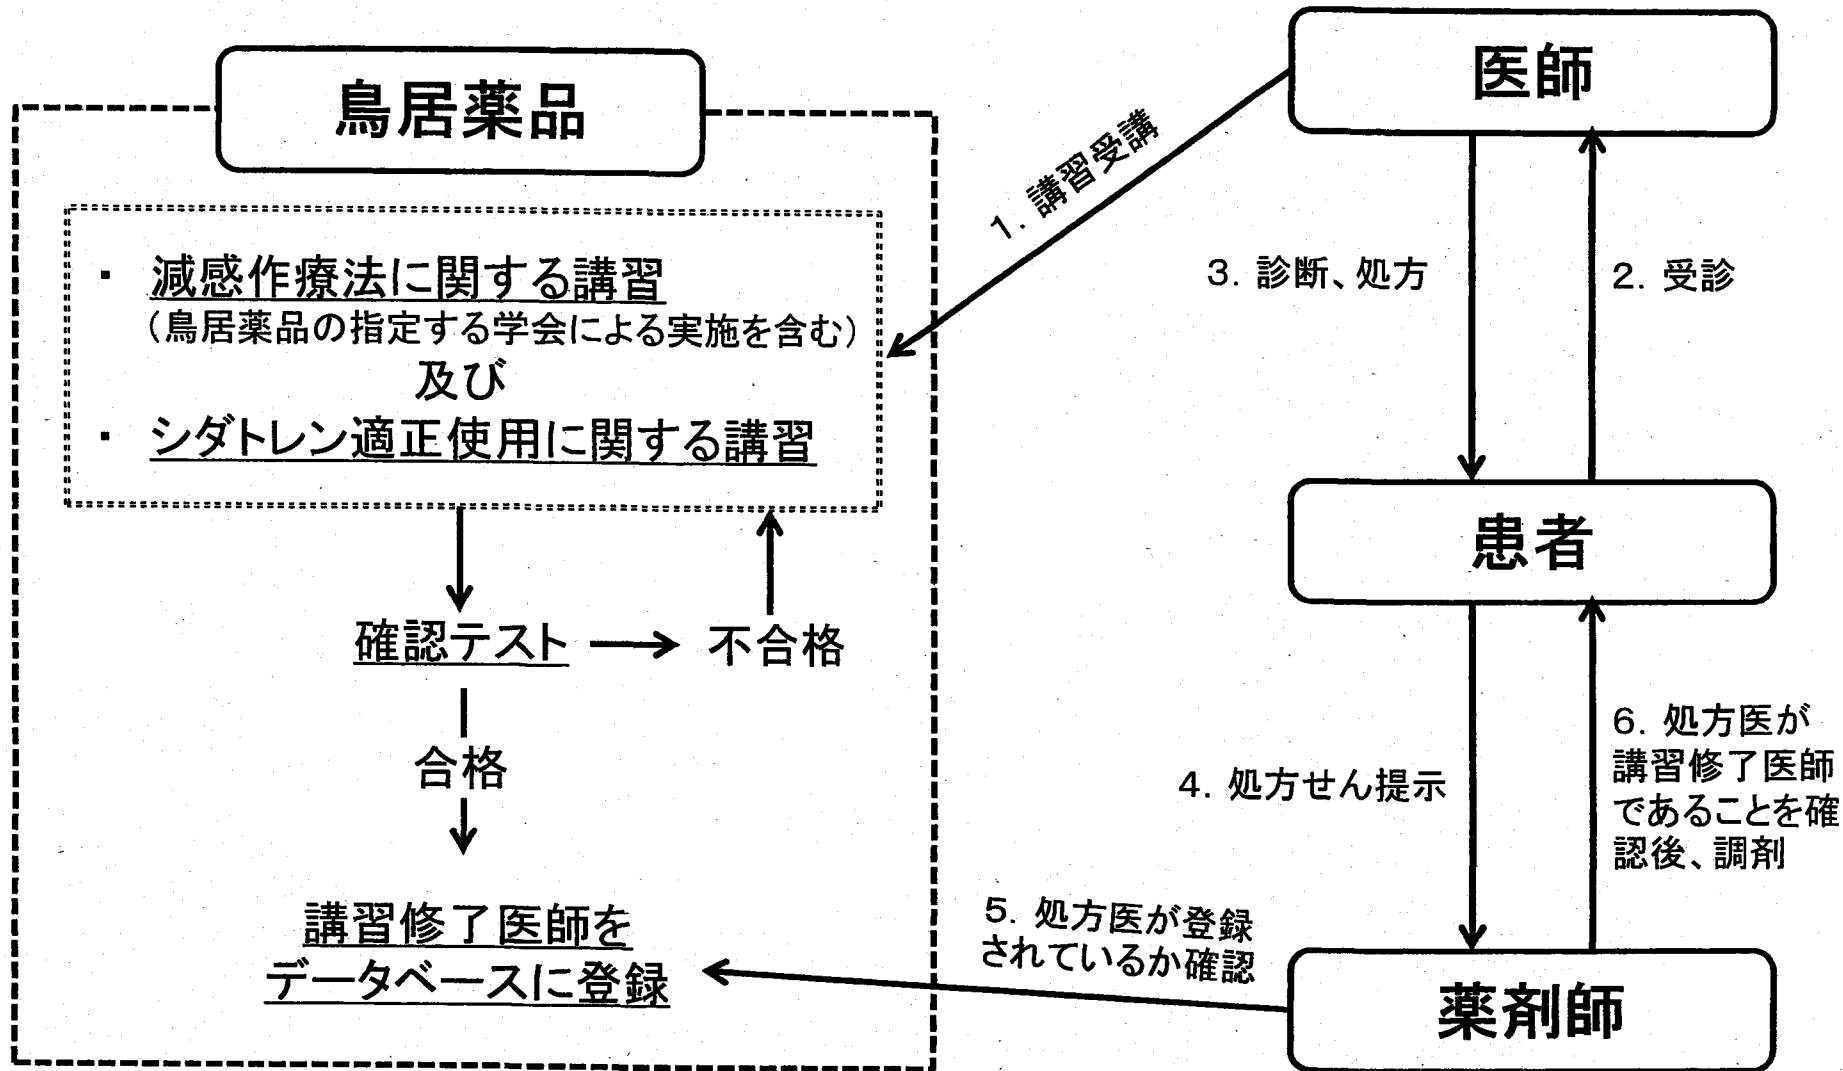 鳥居薬品
・ 減感作療法に関する講習
（鳥居薬品の指定する学会による実施を含む）
及び
・ シダトレン適正使用に関する講習
確認テスト
不合格
合格
講習修了医師を
データベースに登録
医師
1. 講習受講
3. 診断、処方
2. 受診
患者
4. 処方せん提示
6. 処方医が
講習修了医師
であることを確
認後、調剤
5. 処方医が登録
されているか確認
薬剤師